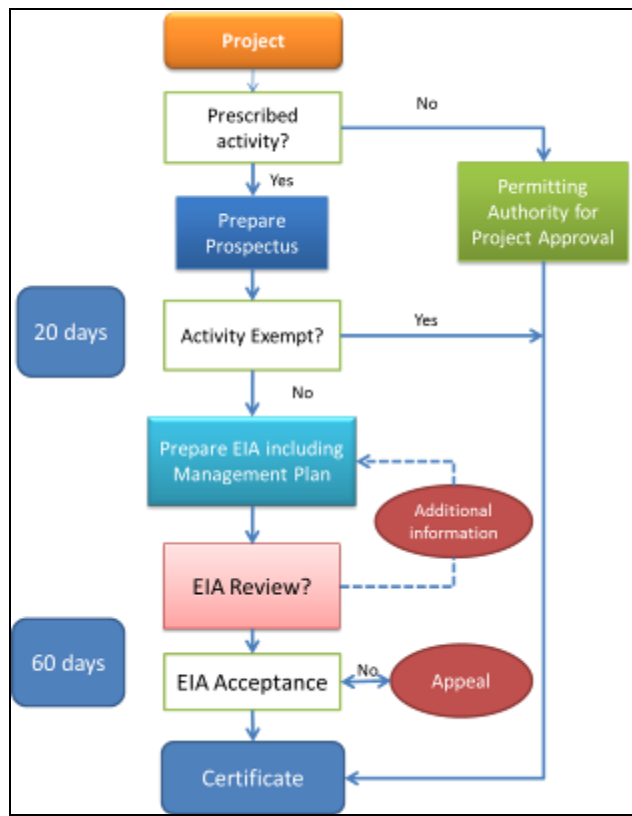 Project
Prescribed
activity?
No
Yes
Permitting
Authority for
Project Approval
Prepare
Prospectus
20 days
Activity Exempt?
Yes
No
Prepare EIA including
Management Plan
Additional
information
EIA Review?
60 days
EIA Acceptance
No
Appeal
Certificate